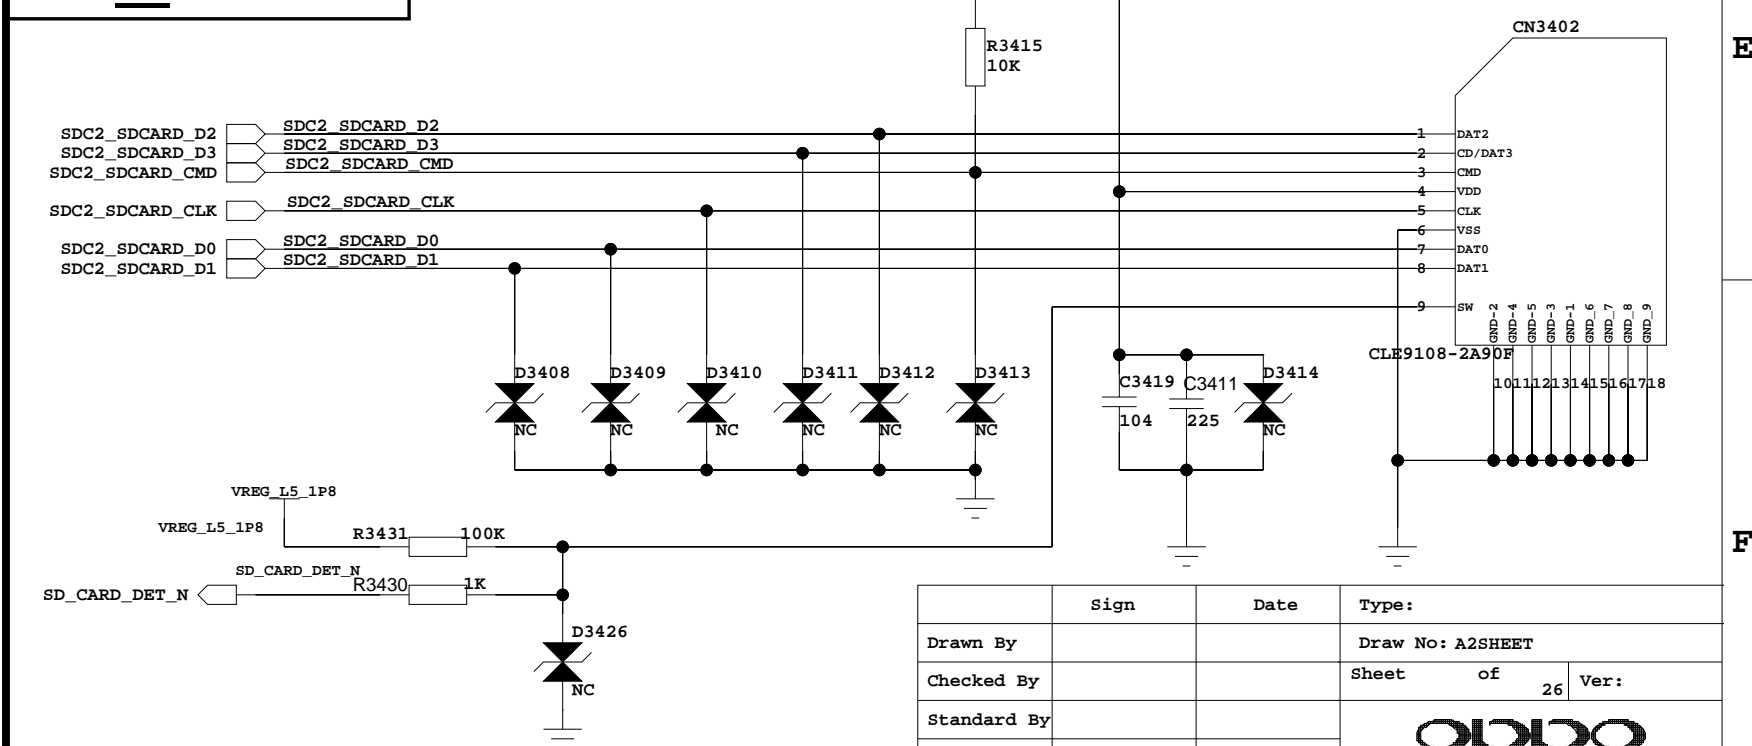 CN3402
E
R3415
10K
SDC2_SDCARD_D2
SDC2_SDCARD_D2
1
DAT2
SDC2_SDCARD_D3
SDC2_SDCARD_D3
2
CD/DAT3
SDC2_SDCARD_CMD
SDC2_SDCARD_CMD
3
CMD
4
VDD
SDC2_SDCARD_CLK
SDC2_SDCARD_CLK
5
CLK
6
VSS
SDC2_SDCARD_D0
SDC2_SDCARD_D0
7
DAT0
SDC2_SDCARD_D1
SDC2_SDCARD_D1
8
DAT1
9
SW
GND-2
GND-4
GND-5
GND-3
GND-1
GND_6
GND_7
GND_8
GND_9
CLE9108-2A90F
10 11 12 13 14 15 16 17 18
D3408
NC
D3409
NC
D3410
NC
D3411
NC
D3412
NC
D3413
NC
C3419
104
C3411
225
D3414
NC
VREG_L5_1P8
VREG_L5_1P8
R3431
100K
SD_CARD_DET_N
SD_CARD_DET_N
R3430
1K
D3426
NC
F
Sign
Date
Type:
Drawn By
Draw No: A2SHEET
Checked By
Sheet of 26
Ver:
Standard By
oppo